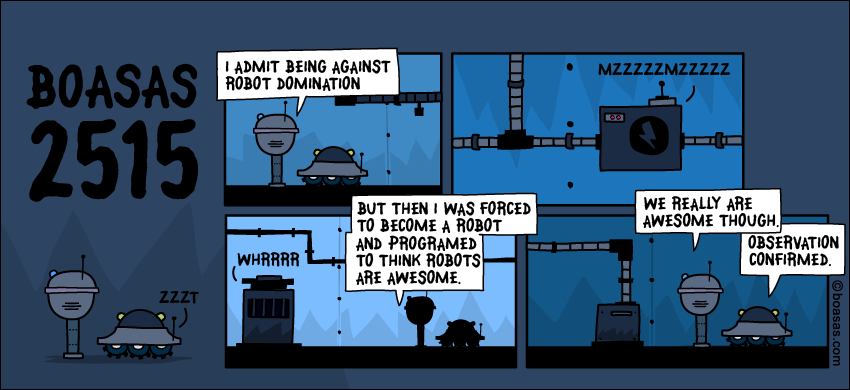 BOASAS
2515
ZZZT
I ADMIT BEING AGAINST
ROBOT DOMINATION
MZZZZZMZZZZZ
WHRRRR
BUT THEN I WAS FORCED
TO BECOME A ROBOT
AND PROGRAMED
TO THINK ROBOTS
ARE AWESOME.
WE REALLY ARE
AWESOME THOUGH.
OBSERVATION
CONFIRMED.
©boasas.com